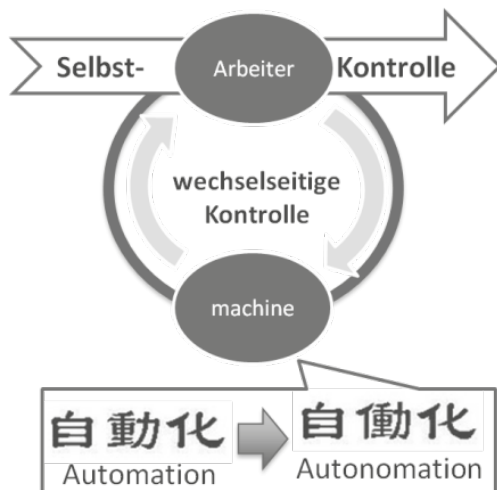 Selbst- Arbeiter Kontrolle
wechselseitige
Kontrolle
machine
自動化 自働化
Automation Autonomation